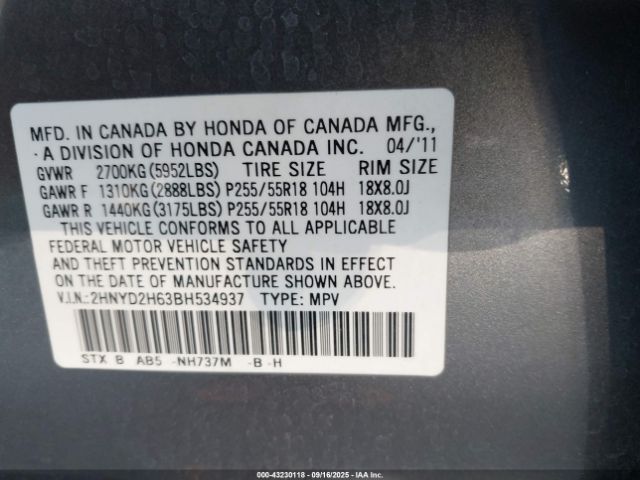 MFD. IN CANADA BY HONDA OF CANADA MFG.,
A DIVISION OF HONDA CANADA INC. 04/'11
GVWR 2700KG(5952LBS) TIRE SIZE RIM SIZE
GAWR F 1310KG(2888LBS) P255/55R18 104H 18X8.0J
GAWR R 1440KG(3175LBS) P255/55R18 104H 18X8.0J
THIS VEHICLE CONFORMS TO ALL APPLICABLE
FEDERAL MOTOR VEHICLE SAFETY
AND THEFT PREVENTION STANDARDS IN EFFECT
ON THE DATE OF MANUFACTURE SHOWN ABOVE.
V.I.N.:2HNYD2H63BH534937 TYPE: MPV
STX B AB5 -NH737M -B -H
000-43230118 - 09/16/2025 - IAAI Inc.